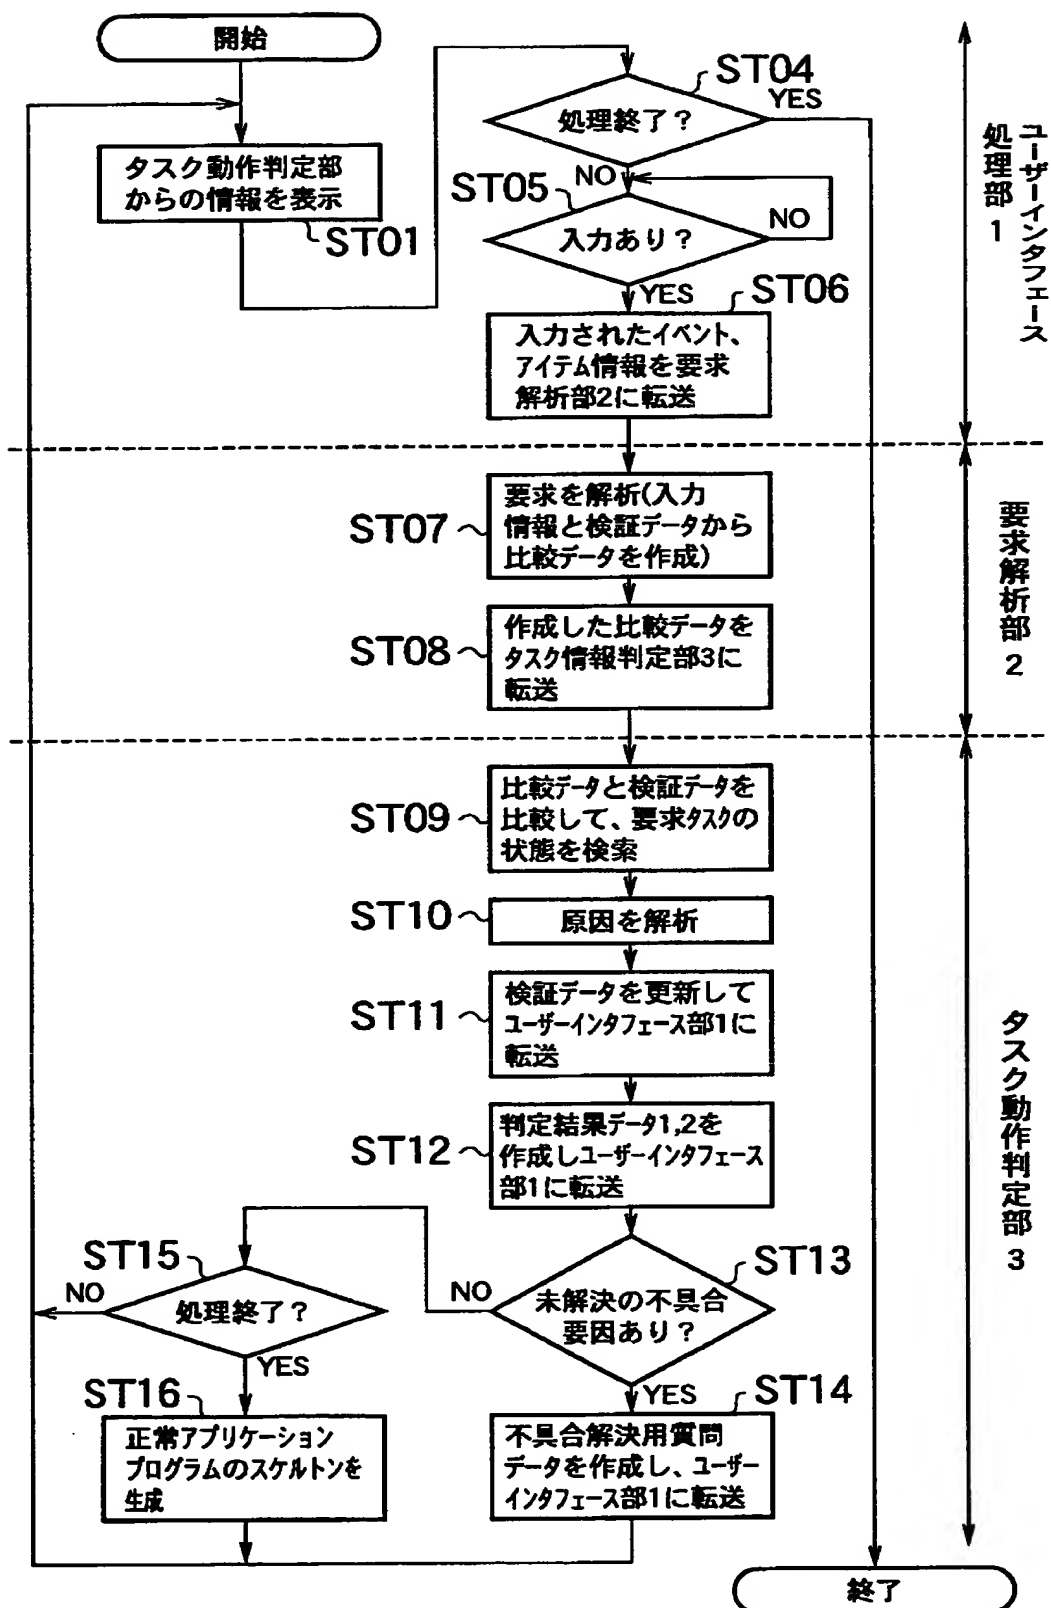 開始
タスク動作判定部
からの情報を表示
ST01
ST04
処理終了?
YES
NO
ST05
入力あり?
NO
YES
ST06
入力されたイベント、
アイテム情報を要求
解析部2に転送
ユーザーインタフェース
処理部1
ST07
要求を解析(入力
情報と検証データから
比較データを作成)
ST08
作成した比較データを
タスク情報判定部3に
転送
要求解析部2
ST09
比較データと検証データを
比較して、要求タスクの
状態を検索
ST10
原因を解析
ST11
検証データを更新して
ユーザーインタフェース部1に
転送
ST12
判定結果データ1,2を
作成しユーザーインタフェース
部1に転送
ST13
未解決の不具合
要因あり?
NO
YES
ST14
不具合解決用質問
データを作成し、ユーザー
インタフェース部1に転送
ST15
処理終了?
NO
YES
ST16
正常アプリケーション
プログラムのスケルトンを
生成
タスク動作判定部3
終了